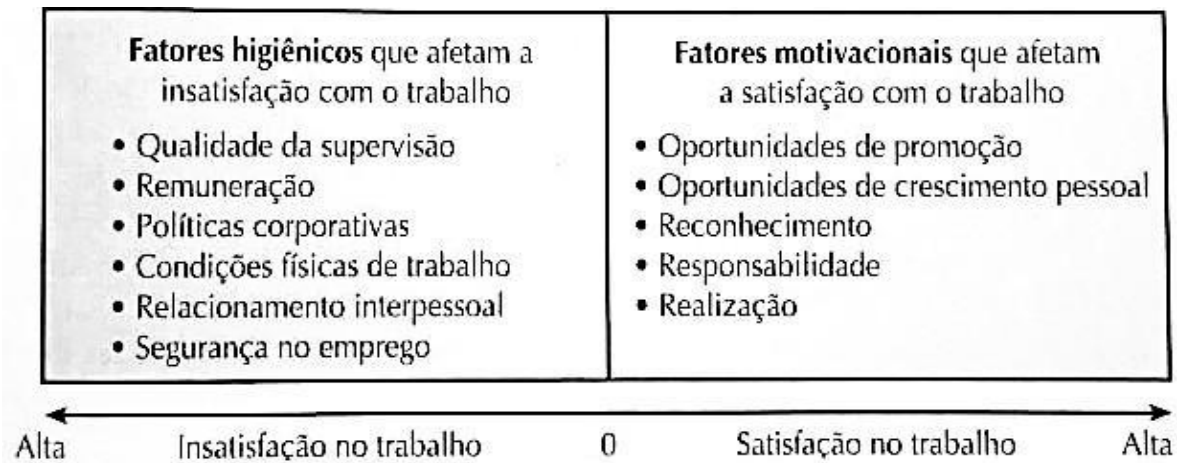 Fatores higiênicos que afetam a
insatisfação com o trabalho
• Qualidade da supervisão
• Remuneração
• Políticas corporativas
• Condições físicas de trabalho
• Relacionamento interpessoal
• Segurança no emprego
Fatores motivacionais que afetam
a satisfação com o trabalho
• Oportunidades de promoção
• Oportunidades de crescimento pessoal
• Reconhecimento
• Responsabilidade
• Realização
Alta Insatisfação no trabalho 0 Satisfação no trabalho Alta